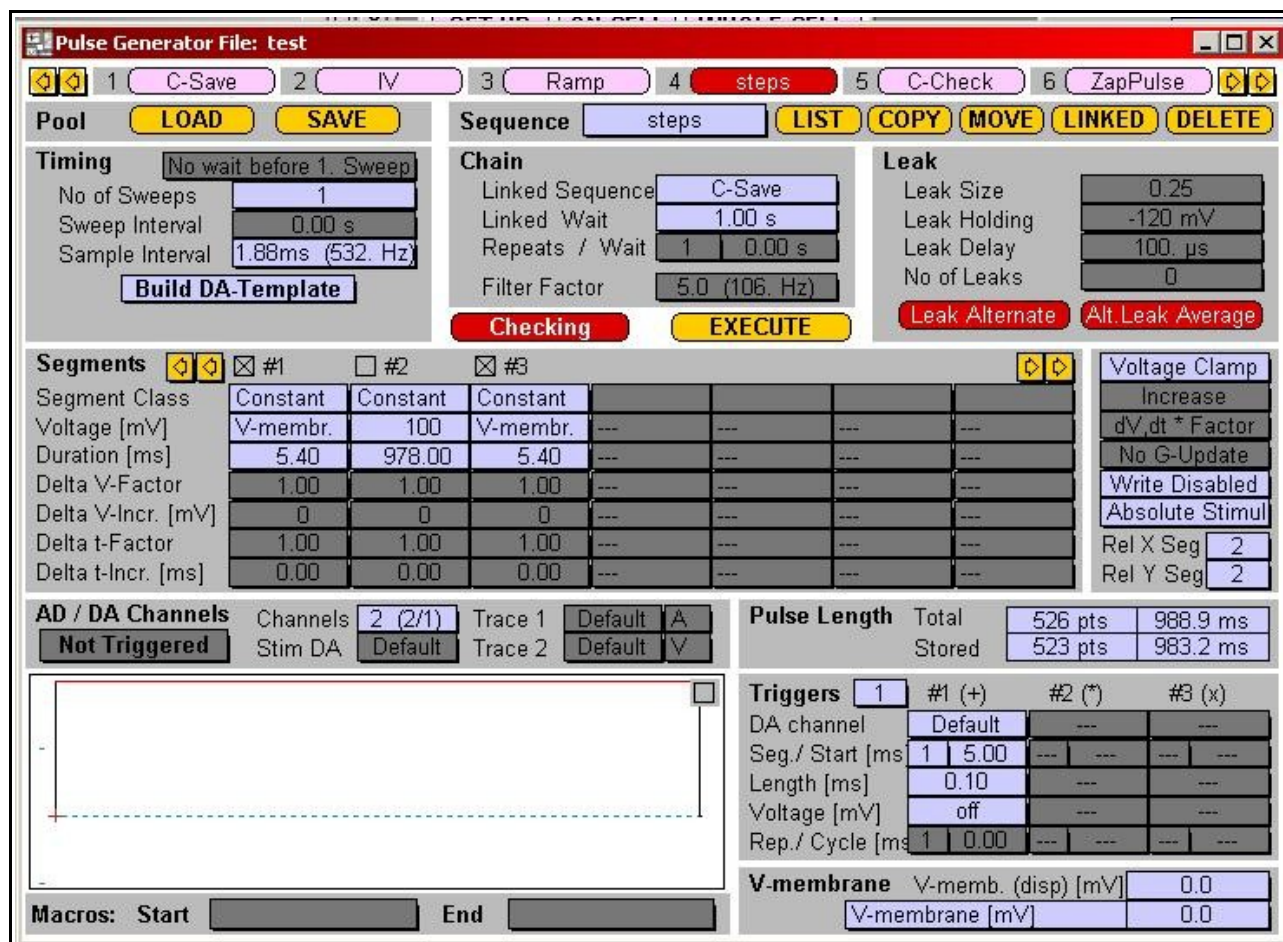 Pulse Generator File: test
1 C-Save 2 IV 3 Ramp 4 steps 5 C-Check 6 ZapPulse
Pool LOAD SAVE Sequence steps LIST COPY MOVE LINKED DELETE
Timing No wait before 1. Sweep
No of Sweeps 1
Sweep Interval 0.00 s
Sample Interval 1.88ms (532. Hz)
Build DA-Template
Chain
Linked Sequence C-Save
Linked Wait 1.00 s
Repeats / Wait 1 0.00 s
Filter Factor 5.0 (106. Hz)
Checking EXECUTE
Leak
Leak Size 0.25
Leak Holding -120 mV
Leak Delay 100. µs
No of Leaks 0
Leak Alternate Alt.Leak Average
Segments #1 #2 #3
Segment Class Constant Constant Constant
Voltage [mV] V-membr. 100 V-membr. --- --- --- ---
Duration [ms] 5.40 978.00 5.40 --- --- --- ---
Delta V-Factor 1.00 1.00 1.00 --- --- --- ---
Delta V-Incr. [mV] 0 0 0 --- --- --- ---
Delta t-Factor 1.00 1.00 1.00 --- --- --- ---
Delta t-Incr. [ms] 0.00 0.00 0.00 --- --- --- ---
Voltage Clamp
Increase
dV,dt * Factor
No G-Update
Write Disabled
Absolute Stimul
Rel X Seg 2
Rel Y Seg 2
AD / DA Channels Channels 2 (2/1) Trace 1 Default A
Not Triggered Stim DA Default Trace 2 Default V
Pulse Length Total 526 pts 988.9 ms
Stored 523 pts 983.2 ms
Triggers 1 #1 (+) #2 (*) #3 (x)
DA channel Default --- ---
Seg./ Start [ms 1 5.00 --- --- --- ---
Length [ms] 0.10 --- ---
Voltage [mV] off --- ---
Rep./ Cycle [ms 1 0.00 --- --- --- ---
V-membrane V-memb. (disp) [mV] 0.0
V-membrane [mV] 0.0
Macros: Start End